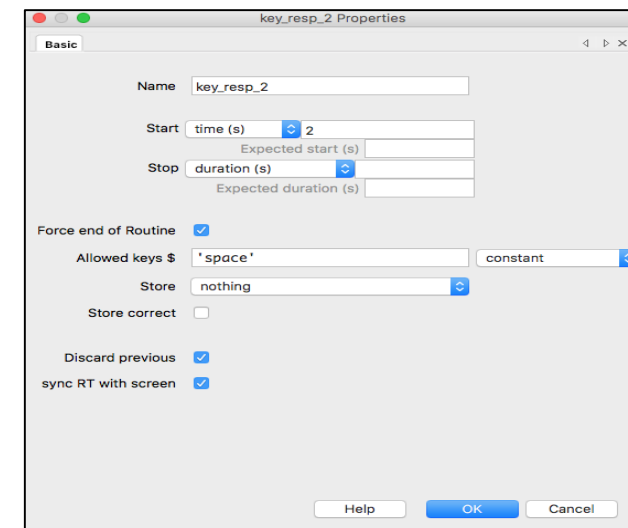 key_resp_2 Properties
Basic
Name key_resp_2
Start time (s) 2
Expected start (s)
Stop duration (s)
Expected duration (s)
Force end of Routine
Allowed keys $ 'space' constant
Store nothing
Store correct
Discard previous
sync RT with screen
Help OK Cancel